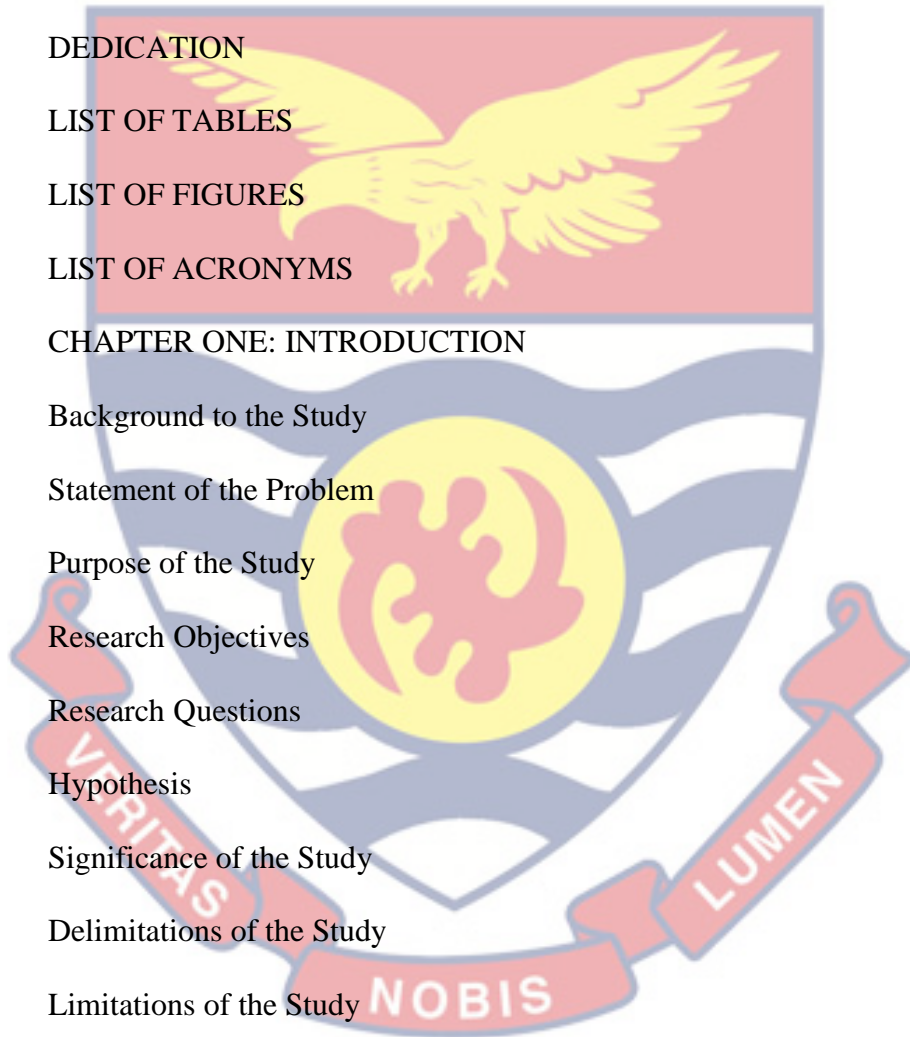 DEDICATION
LIST OF TABLES
LIST OF FIGURES
LIST OF ACRONYMS
CHAPTER ONE: INTRODUCTION
Background to the Study
Statement of the Problem
Purpose of the Study
Research Objectives
Research Questions
Hypothesis
Significance of the Study
Delimitations of the Study
Limitations of the Study
VERITAS NOBIS LUMEN